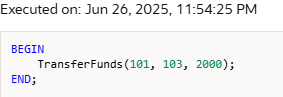 Executed on: Jun 26, 2025, 11:54:25 PM
BEGIN
    TransferFunds(101, 103, 2000);
END;